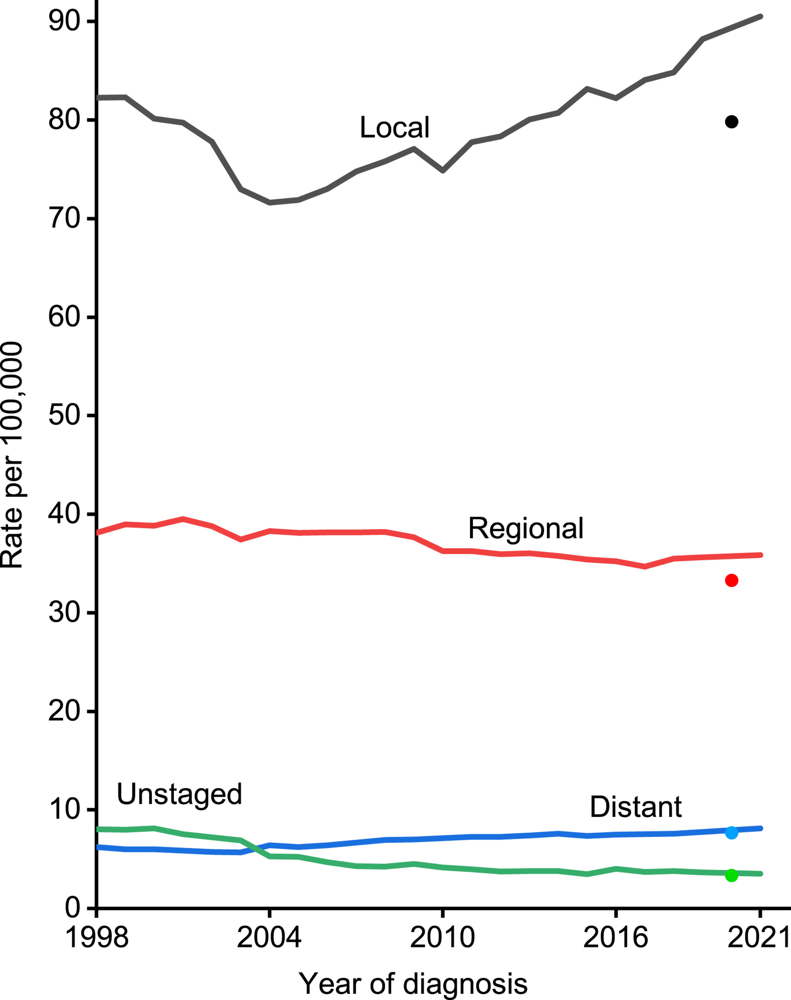 90
80
70
60
50
40
30
20
10
0
Rate per 100,000
Local
Regional
Unstaged
Distant
1998 2004 2010 2016 2021
Year of diagnosis